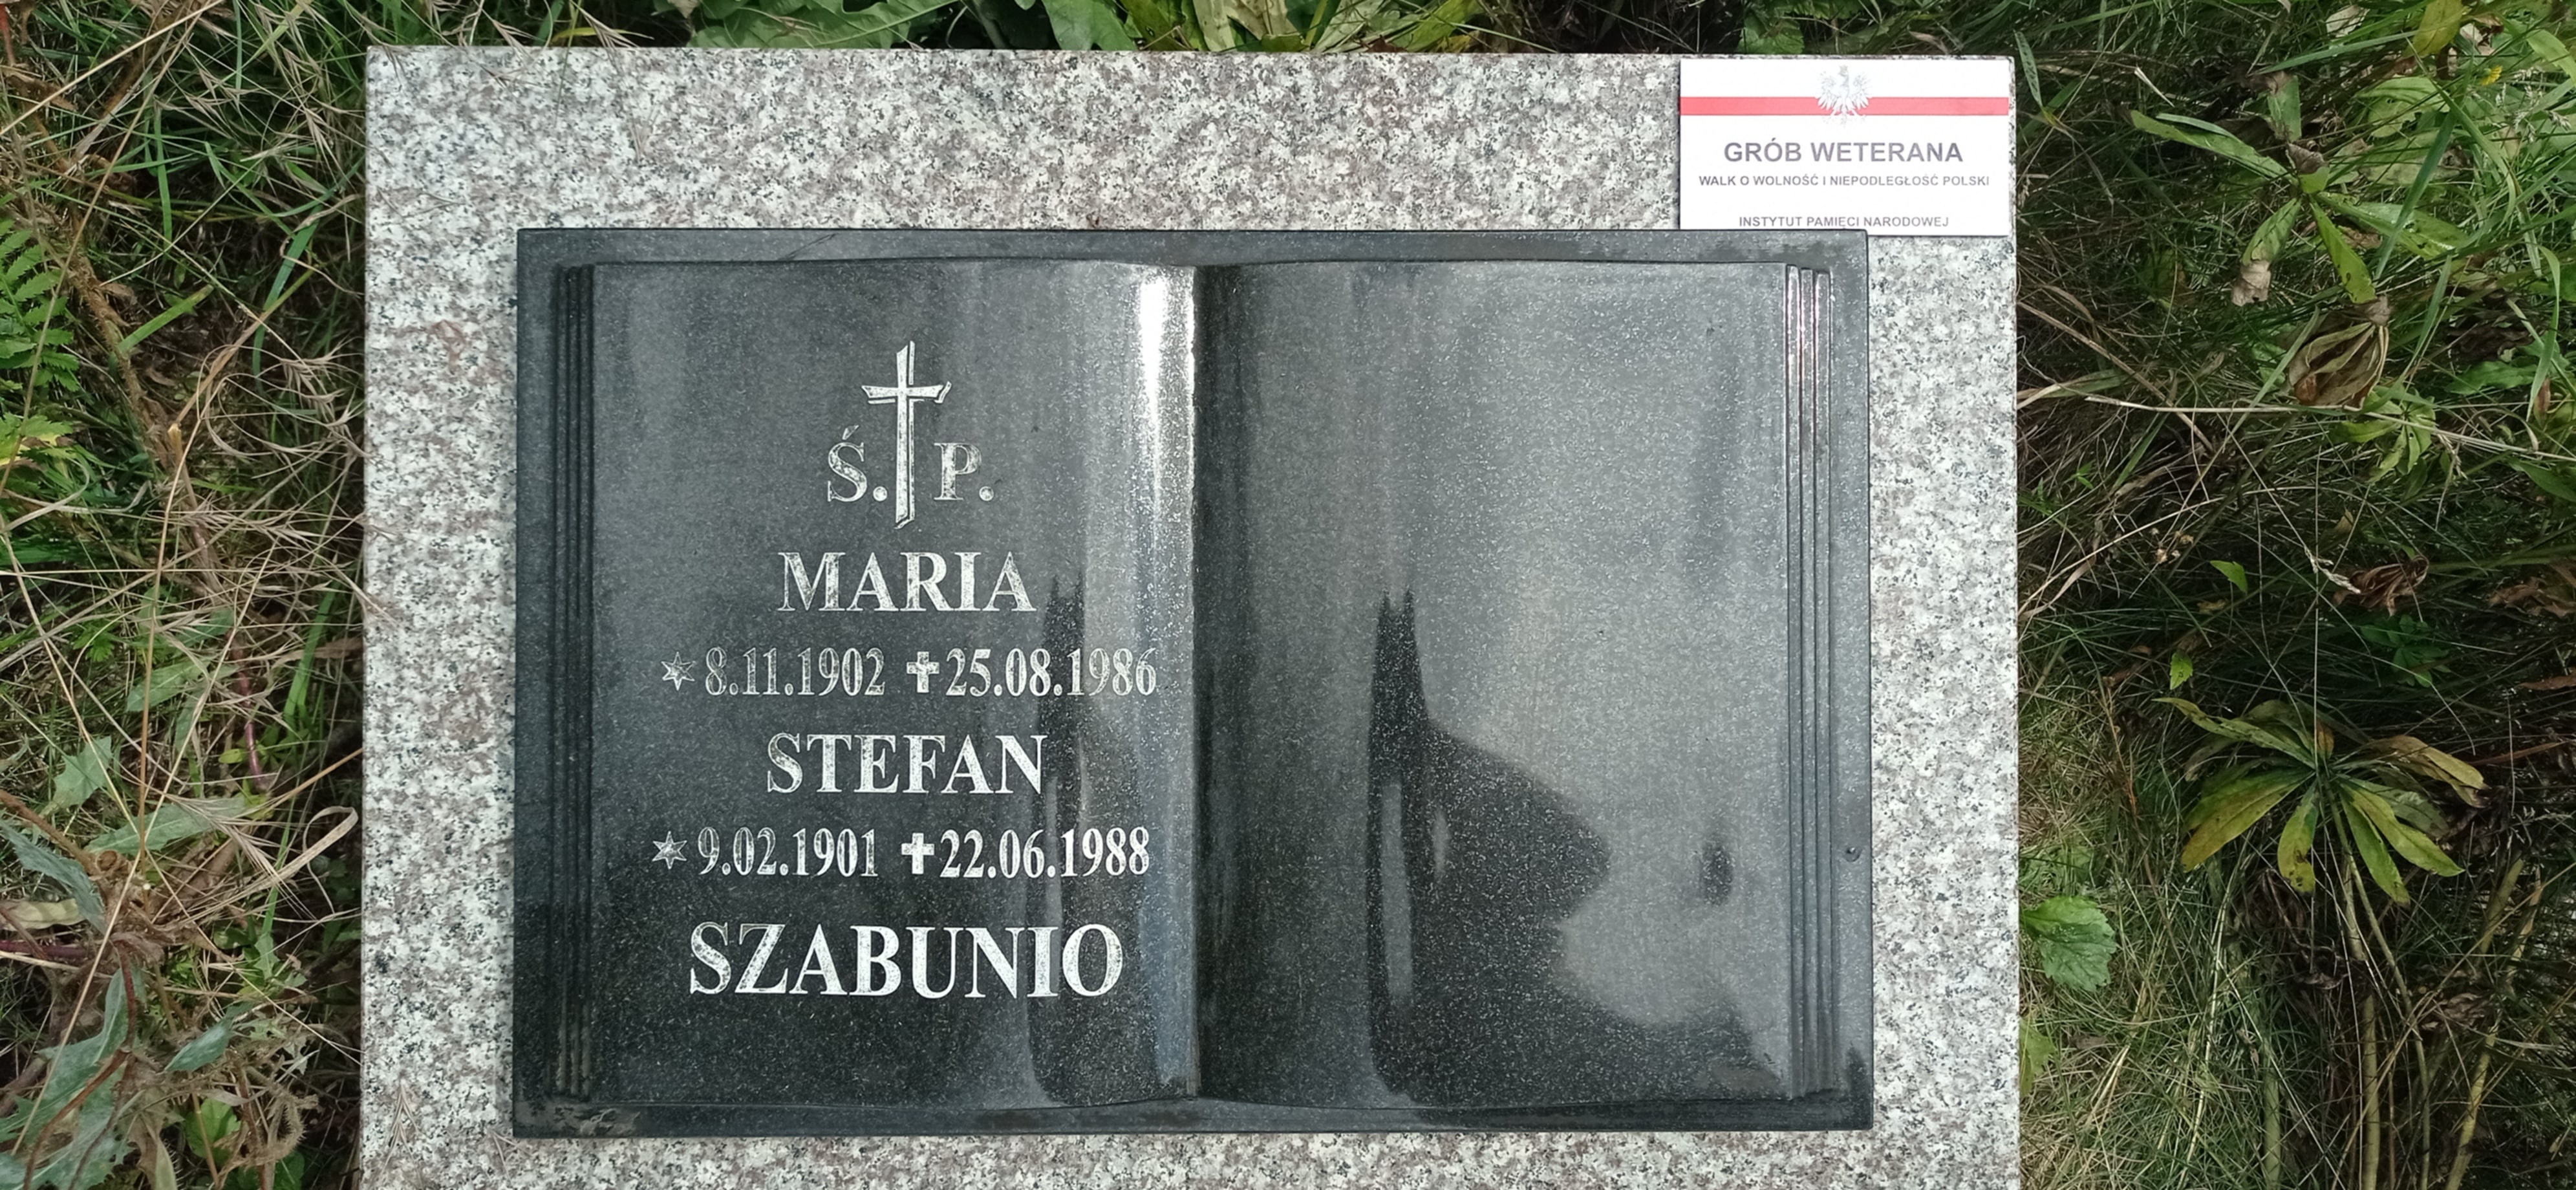 GRÓB WETERANA
WALK O WOLNOŚĆ I NIEPODLEGŁOŚĆ POLSKI
INSTYTUT PAMIĘCI NARODOWEJ
Ś. P.
MARIA
8.11.1902 25.08.1986
STEFAN
9.02.1901 22.06.1988
SZABUNIO